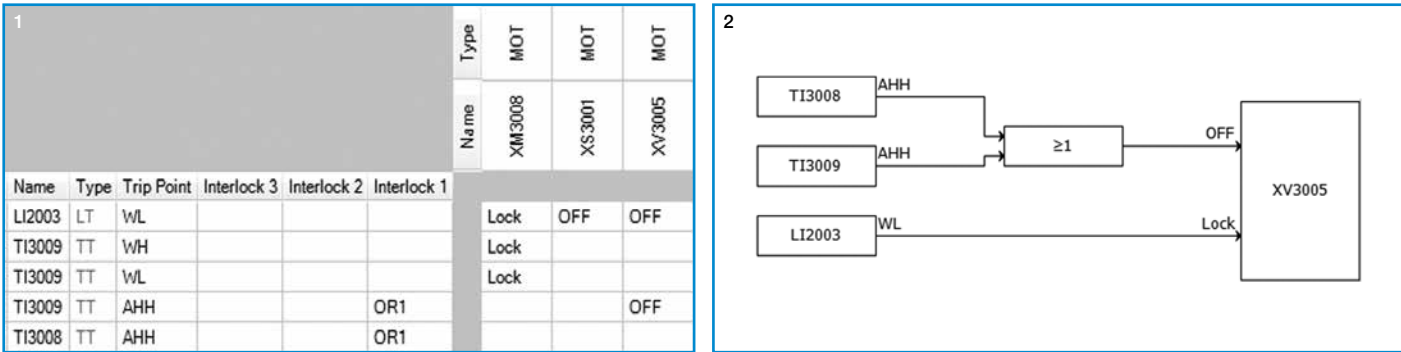 1
Type MOT MOT MOT
Name XM3008 XS3001 XV3005
Name Type Trip Point Interlock 3 Interlock 2 Interlock 1
LI2003 LT WL Lock OFF OFF
TI3009 TT WH Lock
TI3009 TT WL Lock
TI3009 TT AHH OR1 OFF
TI3008 TT AHH OR1
2
TI3008 AHH
OFF
≥1
TI3009 AHH
XV3005
LI2003 WL Lock